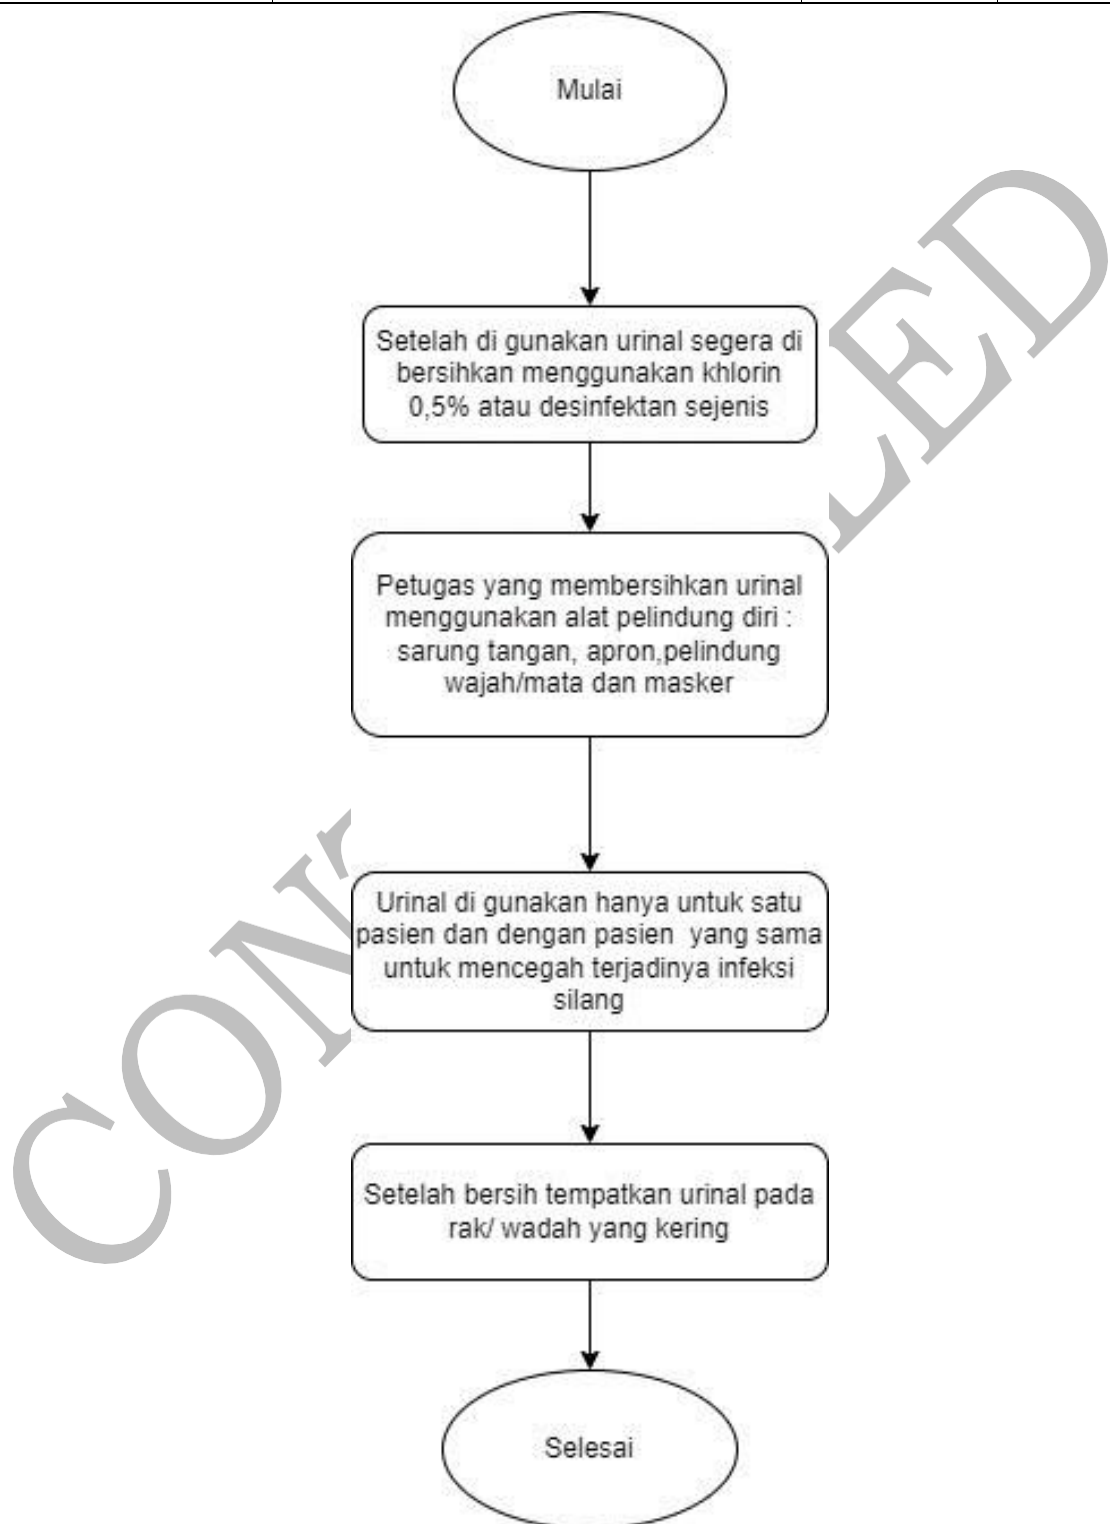 Mulai
Setelah di gunakan urinal segera di
bersihkan menggunakan khlorin
0,5% atau desinfektan sejenis
Petugas yang membersihkan urinal
menggunakan alat pelindung diri :
sarung tangan, apron,pelindung
wajah/mata dan masker
Urinal di gunakan hanya untuk satu
pasien dan dengan pasien  yang sama
untuk mencegah terjadinya infeksi
silang
Setelah bersih tempatkan urinal pada
rak/ wadah yang kering
Selesai